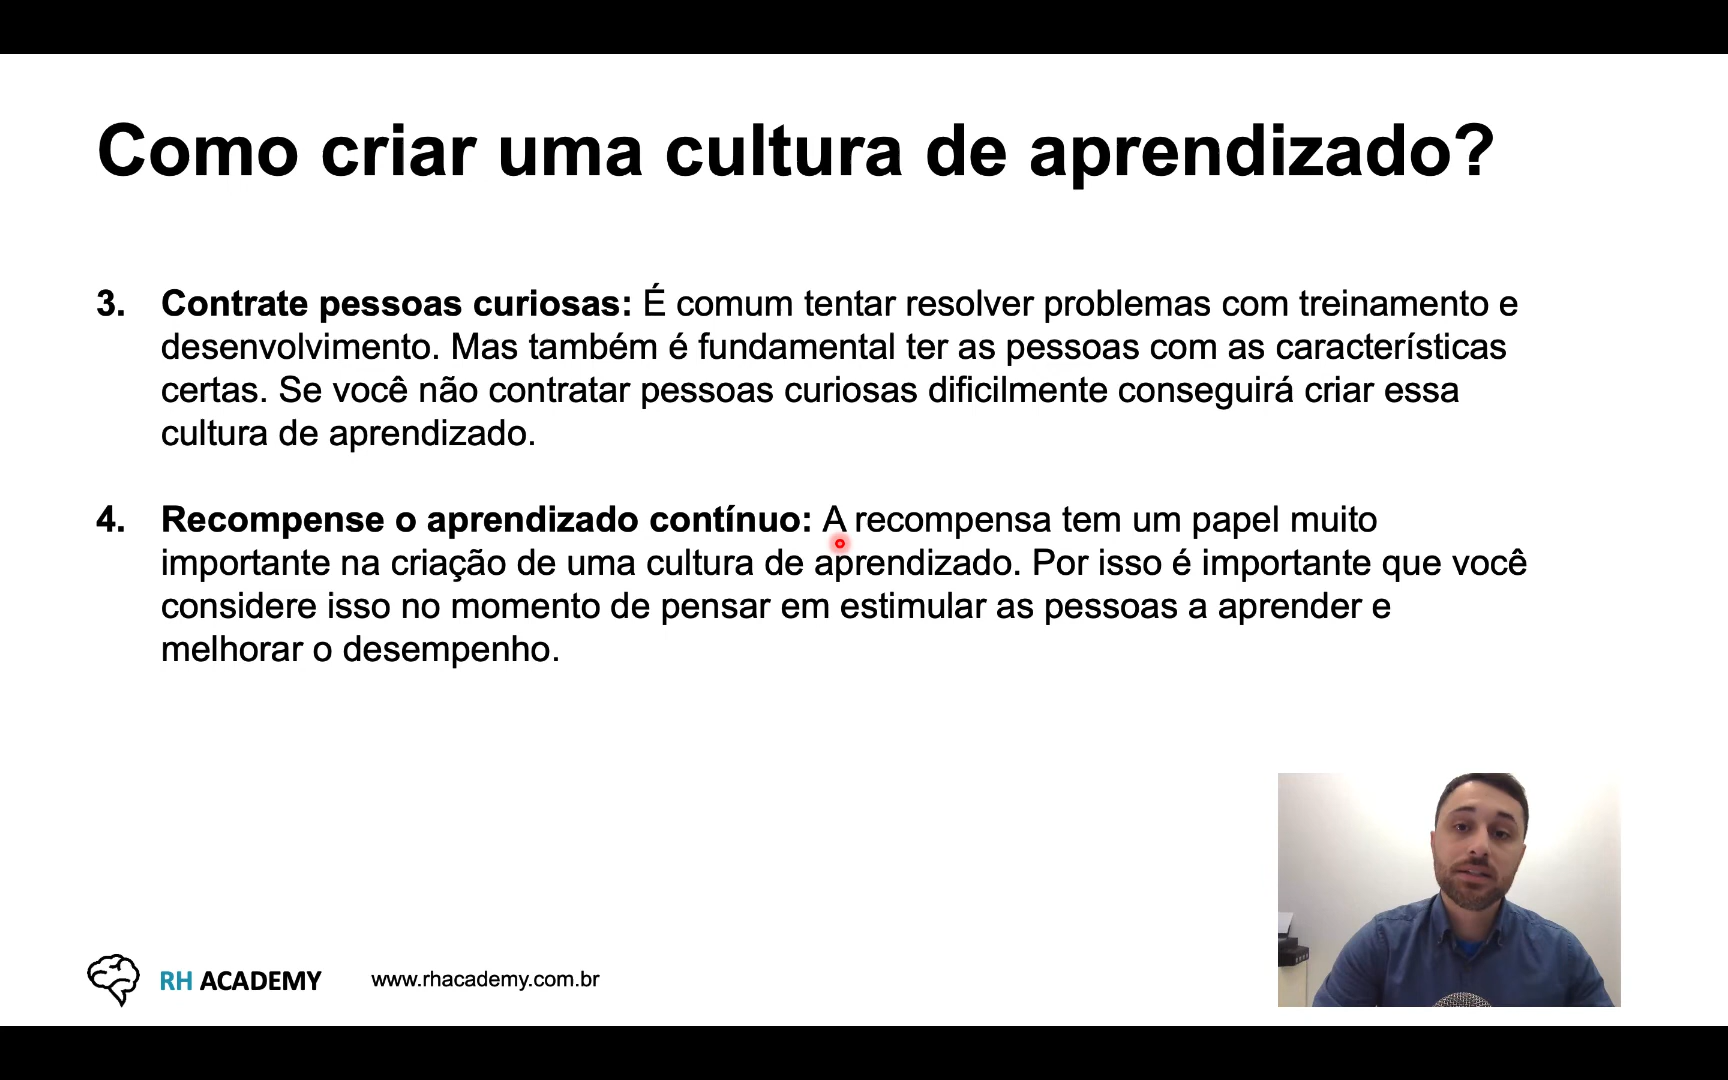 Como criar uma cultura de aprendizado?
3. Contrate pessoas curiosas: É comum tentar resolver problemas com treinamento e
desenvolvimento. Mas também é fundamental ter as pessoas com as características
certas. Se você não contratar pessoas curiosas dificilmente conseguirá criar essa
cultura de aprendizado.
4. Recompense o aprendizado contínuo: A recompensa tem um papel muito
importante na criação de uma cultura de aprendizado. Por isso é importante que você
considere isso no momento de pensar em estimular as pessoas a aprender e
melhorar o desempenho.
RH ACADEMY www.rhacademy.com.br